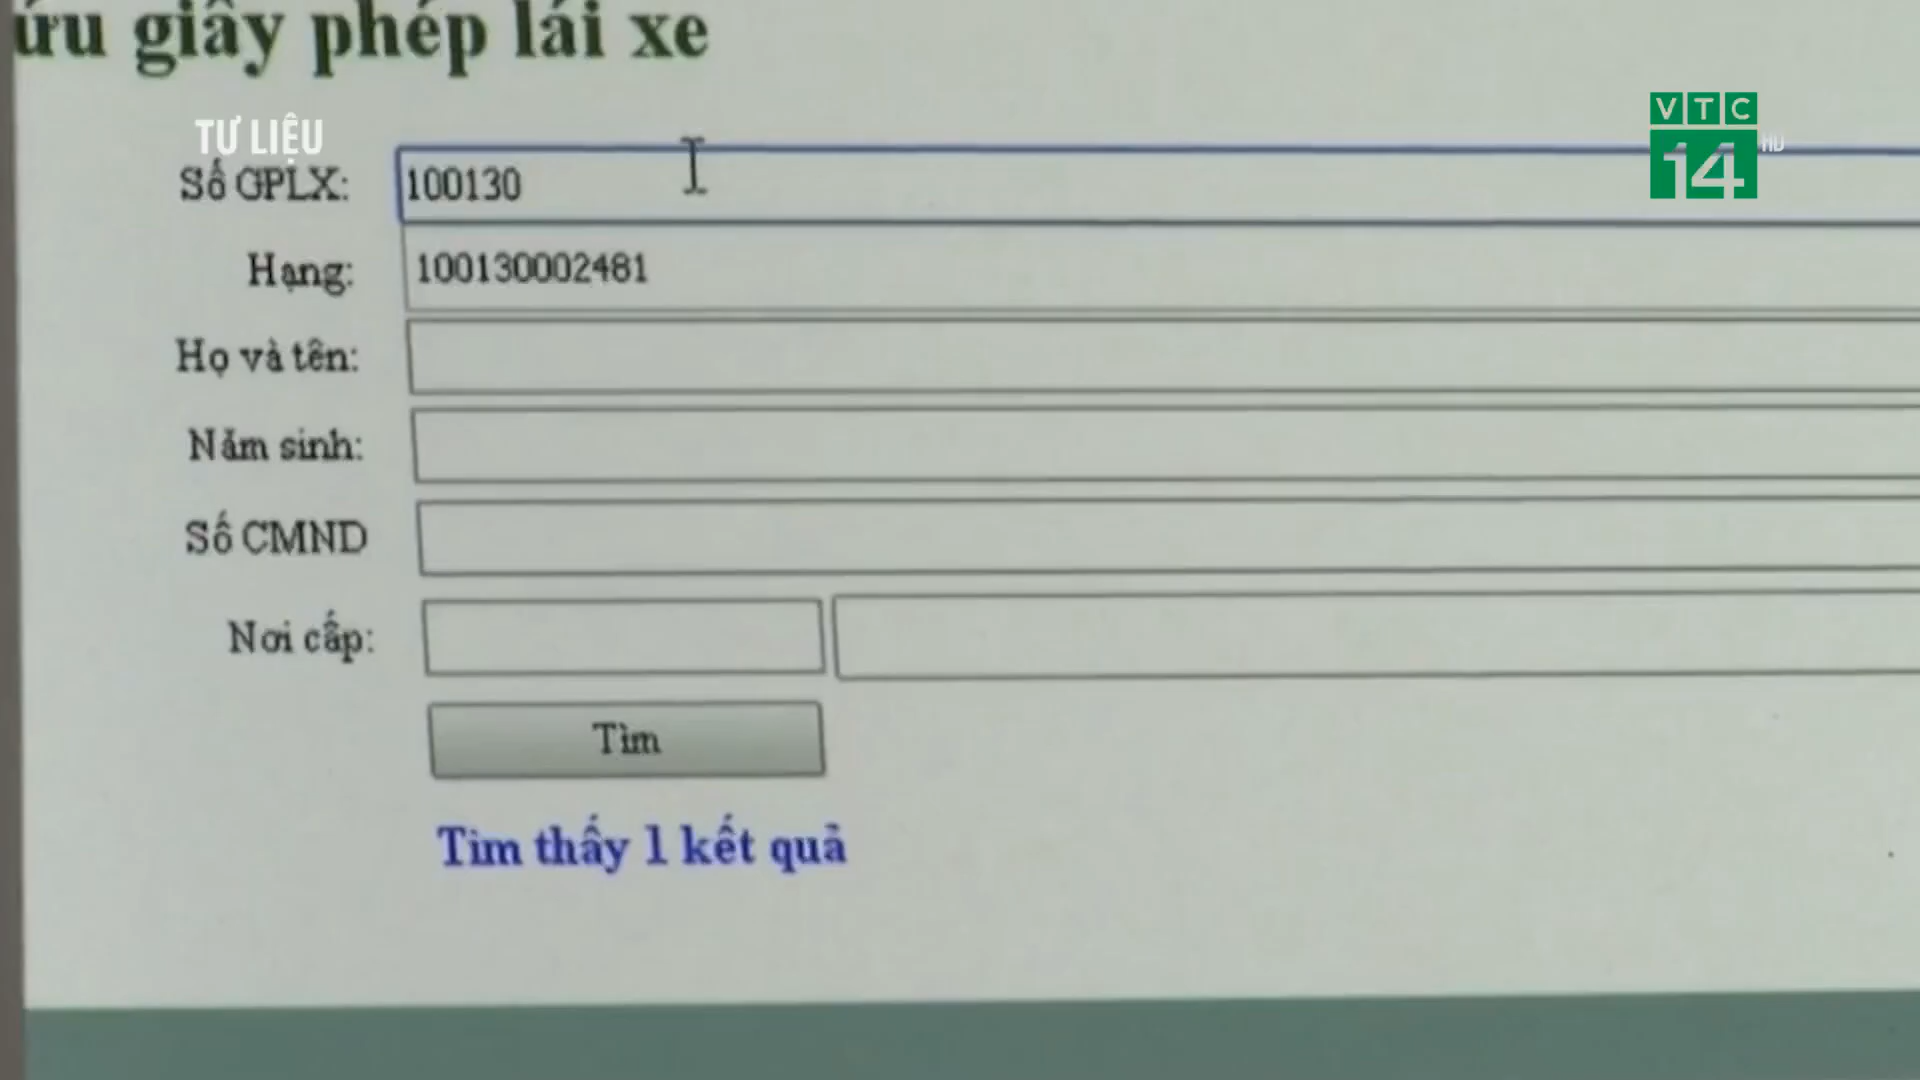 ứu giấy phép lái xe
TƯ LIỆU
VTC
14
HD
Số GPLX: 100130
Hạng: 100130002481
Họ và tên:
Năm sinh:
Số CMND
Nơi cấp:
Tìm
Tìm thấy 1 kết quả